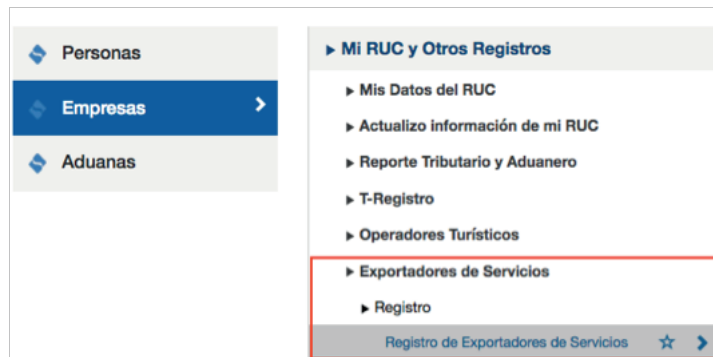 Personas
Empresas
Aduanas
Mi RUC y Otros Registros
Mis Datos del RUC
Actualizo información de mi RUC
Reporte Tributario y Aduanero
T-Registro
Operadores Turísticos
Exportadores de Servicios
Registro
Registro de Exportadores de Servicios